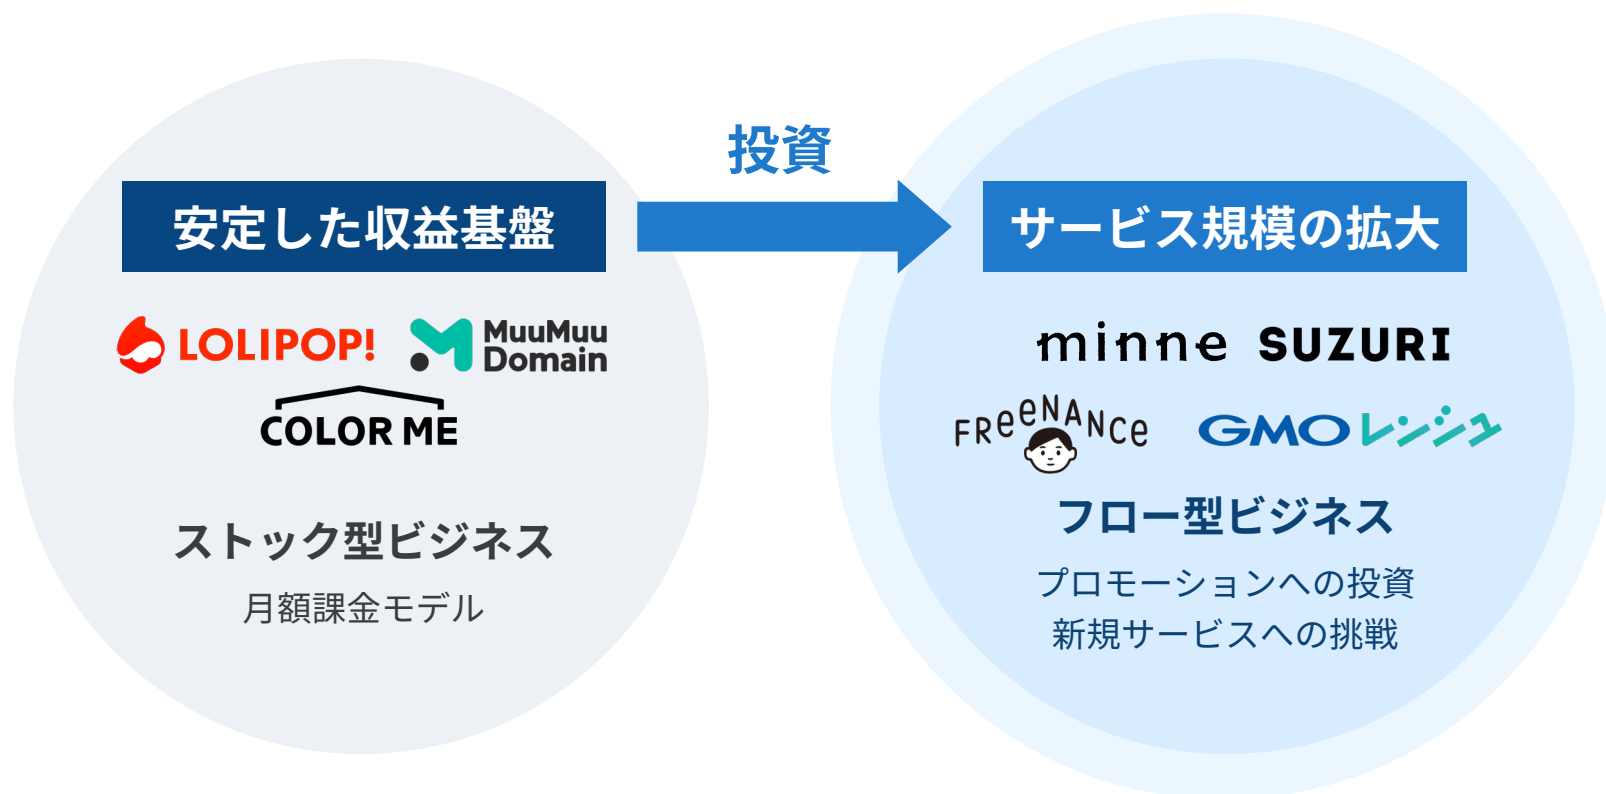 投資
安定した収益基盤
LOLIPOP!
MuuMuu
Domain
COLOR ME
ストック型ビジネス
月額課金モデル
サービス規模の拡大
minne SUZURI
FReeNANCe
GMOレンシュ
フロー型ビジネス
プロモーションへの投資
新規サービスへの挑戦